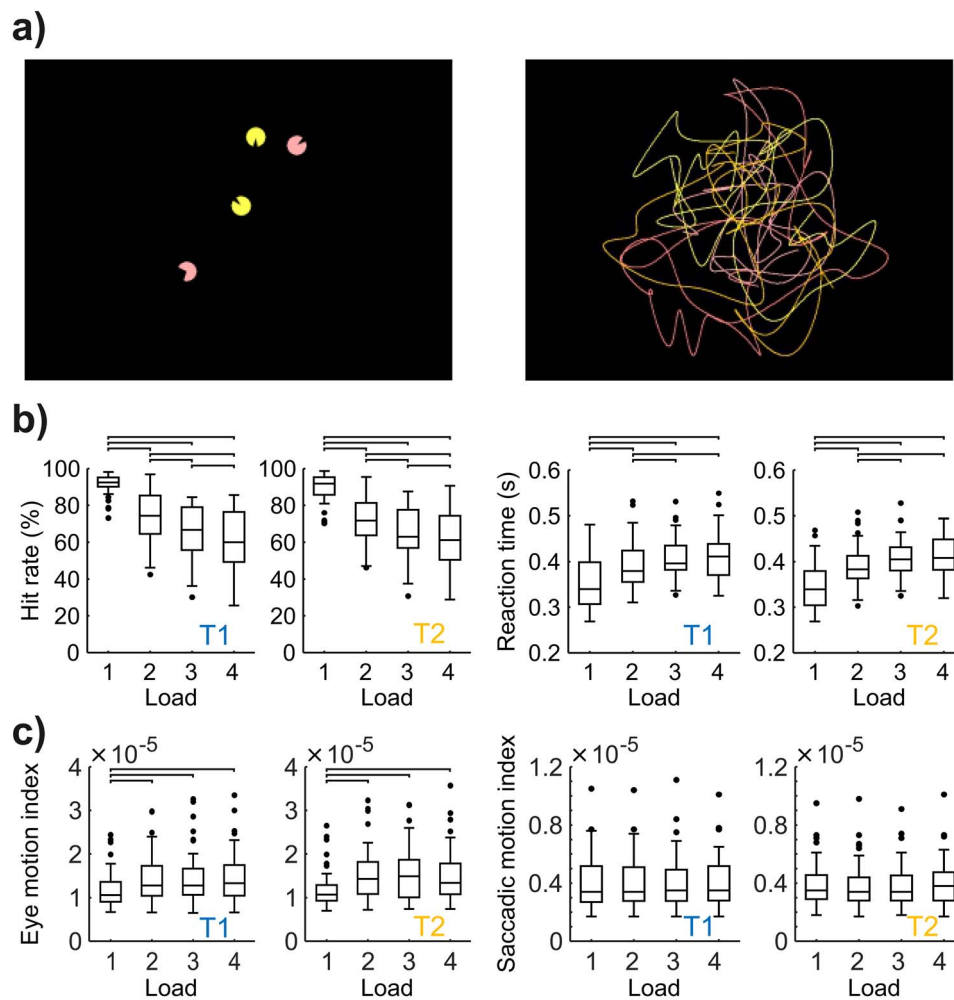 a)
b)
Hit rate (%)
100
80
60
40
20
0
1 2 3 4
Load
T1
100
80
60
40
20
0
1 2 3 4
Load
T2
Reaction time (s)
0.6
0.5
0.4
0.3
0.2
1 2 3 4
Load
T1
0.6
0.5
0.4
0.3
0.2
1 2 3 4
Load
T2
c)
Eye motion index
×10⁻⁵
4
3
2
1
0
1 2 3 4
Load
T1
×10⁻⁵
4
3
2
1
0
1 2 3 4
Load
T2
Saccadic motion index
×10⁻⁵
1.2
0.8
0.4
0
1 2 3 4
Load
T1
×10⁻⁵
1.2
0.8
0.4
0
1 2 3 4
Load
T2